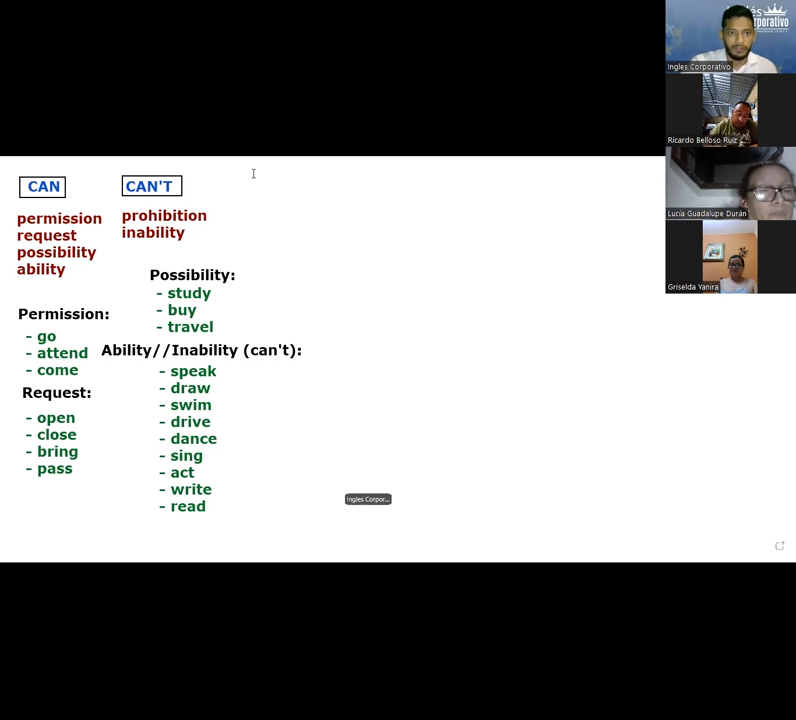 CAN
permission
request
possibility
ability
CAN'T
prohibition
inability
Possibility:
- study
- buy
- travel
Permission:
- go
- attend
- come
Ability//Inability (can't):
- speak
- draw
- swim
- drive
- dance
- sing
- act
- write
- read
Request:
- open
- close
- bring
- pass
Ingles Corpor...
Ingles Corporativo
Ricardo Belloso Ruiz
Lucía Guadalupe Durán
Griselda Yanira